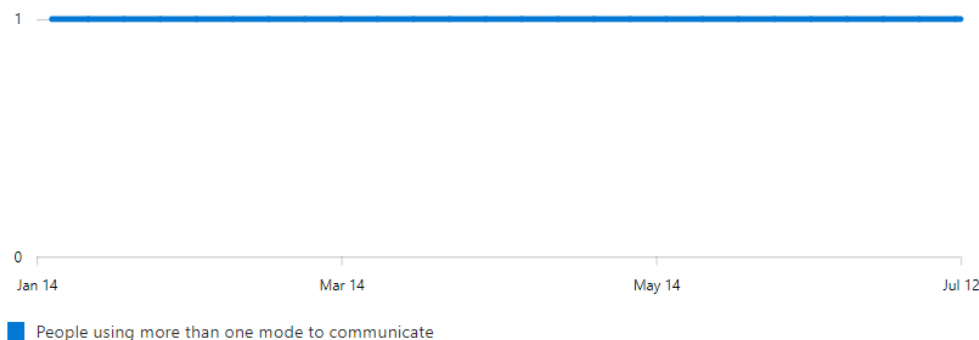 1
0
Jan 14 Mar 14 May 14 Jul 12
People using more than one mode to communicate